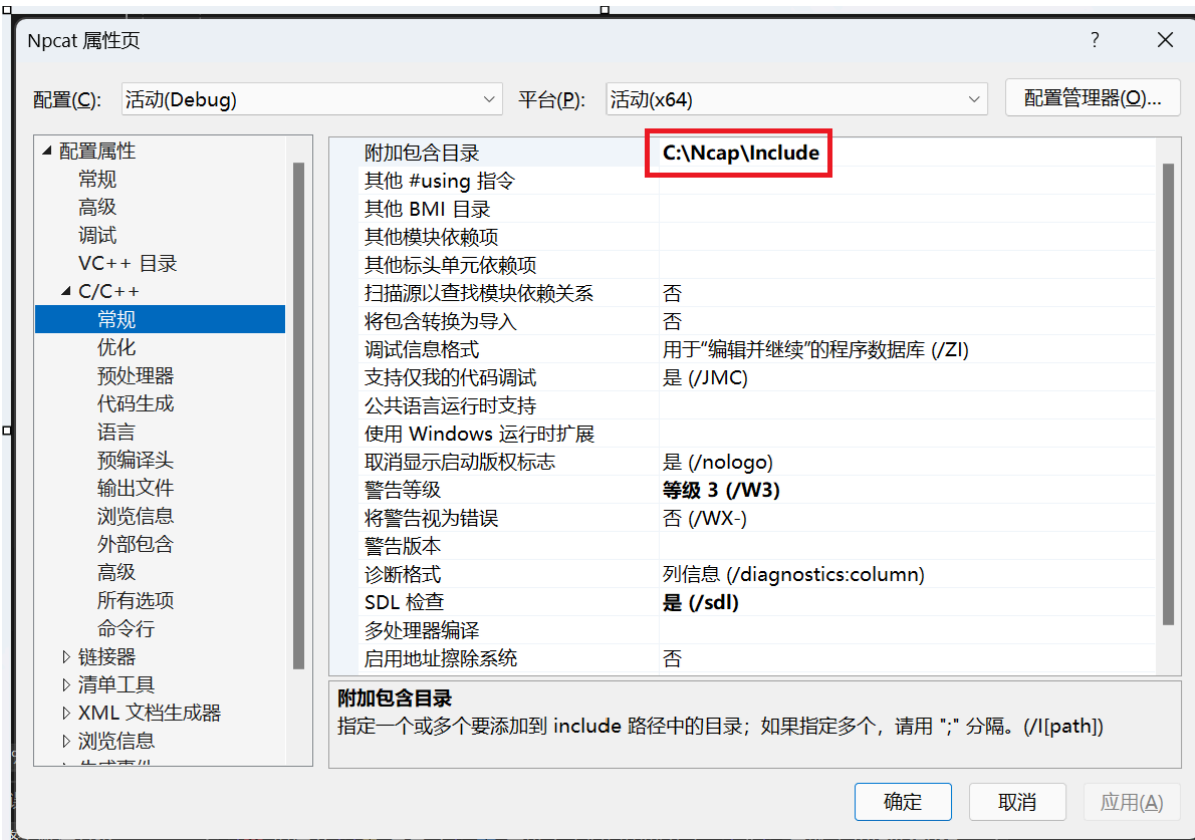 Npcat 属性页
?
配置(C): 活动(Debug) 平台(P): 活动(x64) 配置管理器(O)...
配置属性
常规
高级
调试
VC++ 目录
C/C++
常规
优化
预处理器
代码生成
语言
预编译头
输出文件
浏览信息
外部包含
高级
所有选项
命令行
链接器
清单工具
XML 文档生成器
浏览信息
附加包含目录 C:\Ncap\Include
其他 #using 指令
其他 BMI 目录
其他模块依赖项
其他标头单元依赖项
扫描源以查找模块依赖关系 否
将包含转换为导入 否
调试信息格式 用于“编辑并继续”的程序数据库 (/ZI)
支持仅我的代码调试 是 (/JMC)
公共语言运行时支持
使用 Windows 运行时扩展
取消显示启动版权标志 是 (/nologo)
警告等级 等级 3 (/W3)
将警告视为错误 否 (/WX-)
警告版本
诊断格式 列信息 (/diagnostics:column)
SDL 检查 是 (/sdl)
多处理器编译
启用地址擦除系统 否
附加包含目录
指定一个或多个要添加到 include 路径中的目录；如果指定多个，请用 ";" 分隔。(/I[path])
确定 取消 应用(A)